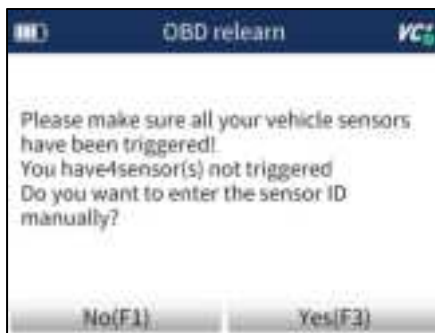 OBD relearn
Please make sure all your vehicle sensors
have been triggered!
You have4sensor(s) not triggered
Do you want to enter the sensor ID
manually?
No(F1) Yes(F3)